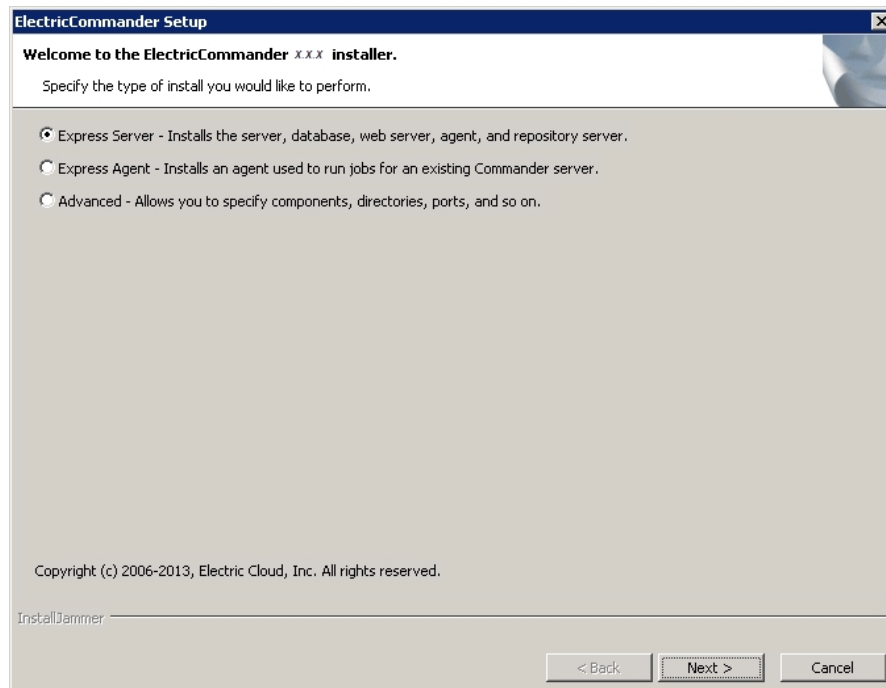 ElectricCommander Setup
Welcome to the ElectricCommander x.x.x installer.
Specify the type of install you would like to perform.
Express Server - Installs the server, database, web server, agent, and repository server.
Express Agent - Installs an agent used to run jobs for an existing Commander server.
Advanced - Allows you to specify components, directories, ports, and so on.
Copyright (c) 2006-2013, Electric Cloud, Inc. All rights reserved.
InstallJammer
< Back Next > Cancel